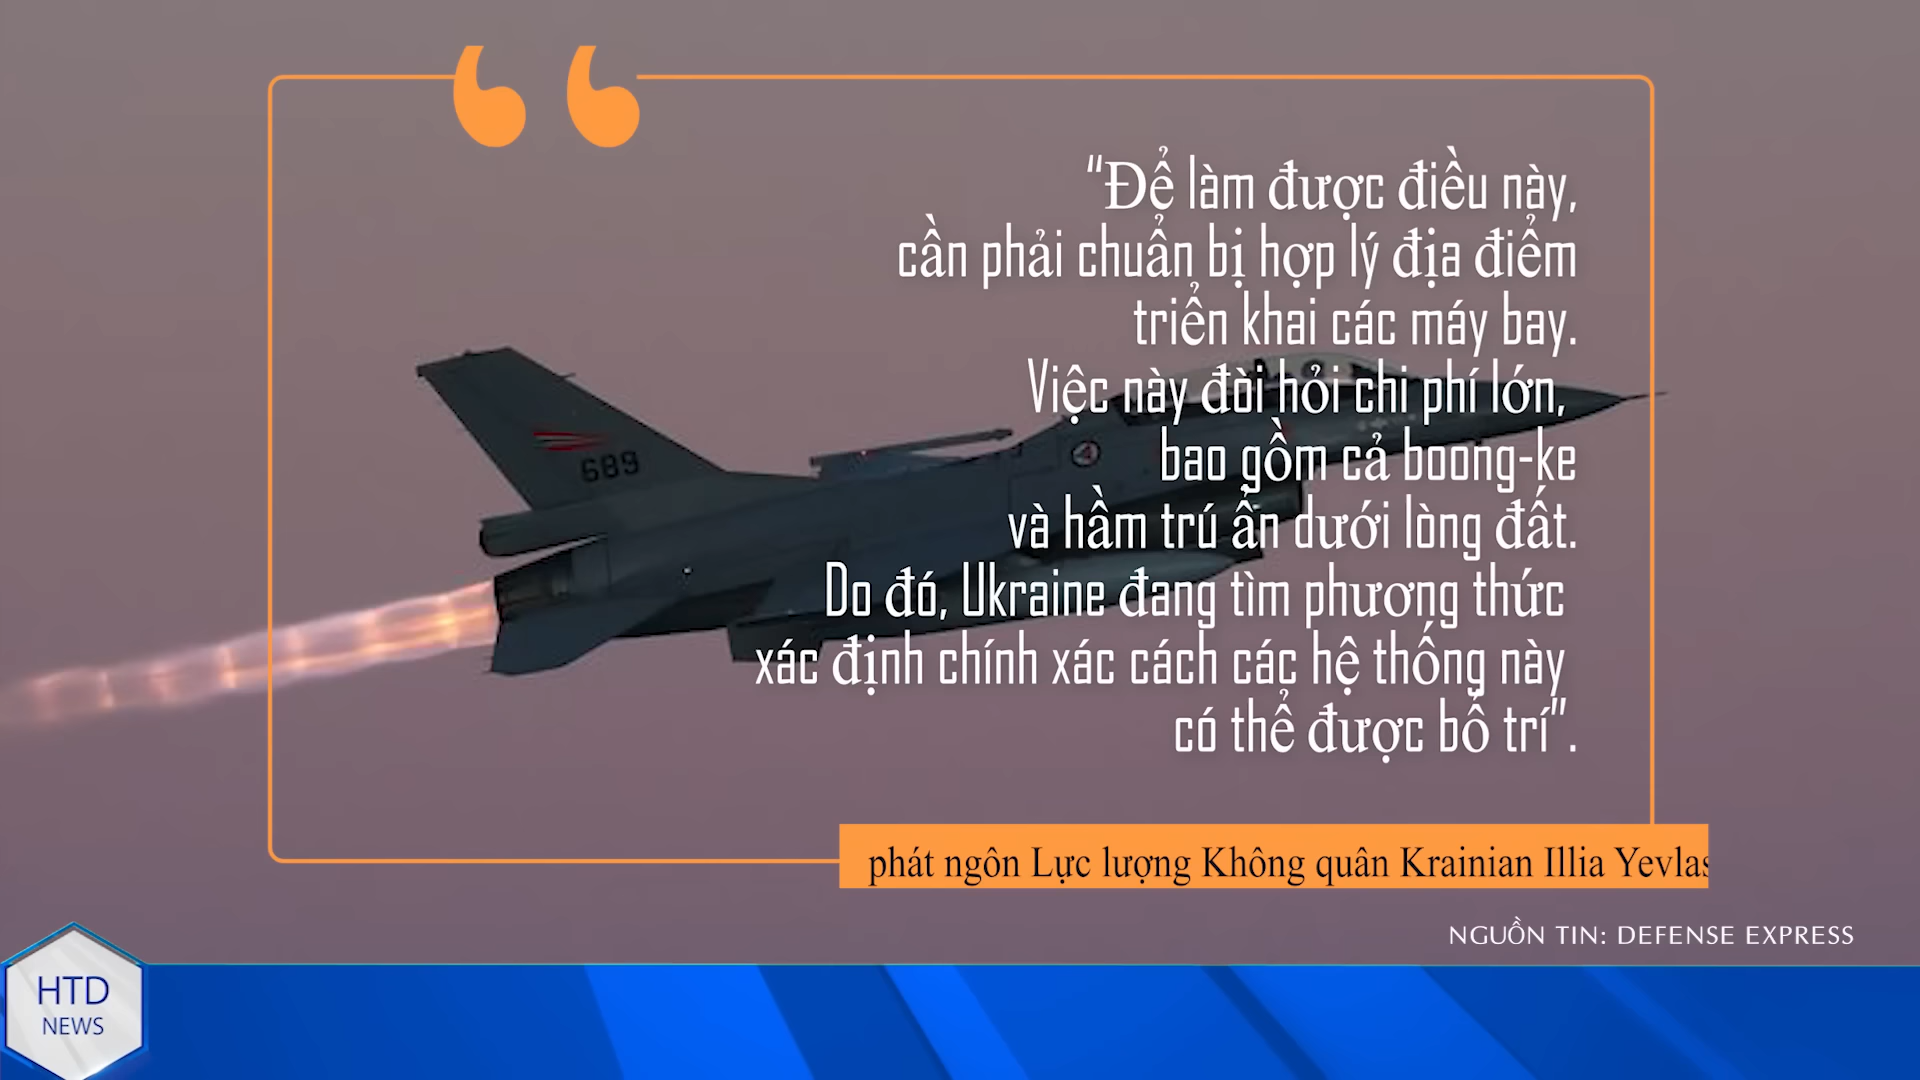 “Để làm được điều này,
cần phải chuẩn bị hợp lý địa điểm
triển khai các máy bay.
Việc này đòi hỏi chi phí lớn,
bao gồm cả boong-ke
và hầm trú ẩn dưới lòng đất.
Do đó, Ukraine đang tìm phương thức
xác định chính xác cách các hệ thống này
có thể được bố trí”.
689
phát ngôn Lực lượng Không quân Krainian Illia Yevlas
NGUỒN TIN: DEFENSE EXPRESS
HTD
NEWS